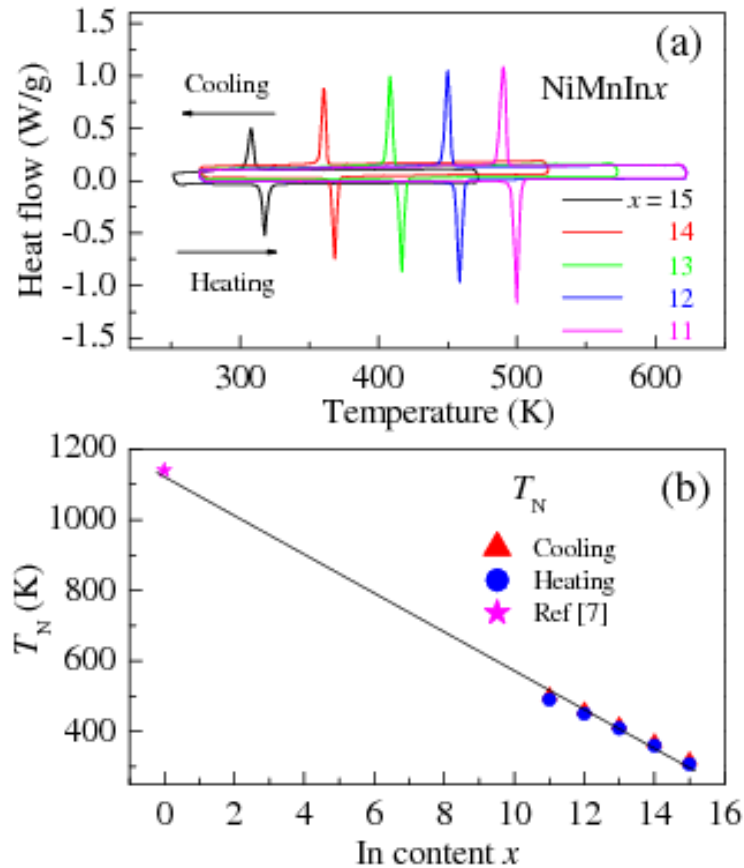 (a)
Cooling
NiMnInx
Heating
x = 15
14
13
12
11
1.5
1.0
0.5
0.0
-0.5
-1.0
-1.5
Heat flow (W/g)
300
400
500
600
Temperature (K)
(b)
T_N
Cooling
Heating
Ref [7]
1200
1000
800
600
400
T_N (K)
0
2
4
6
8
10
12
14
16
In content x